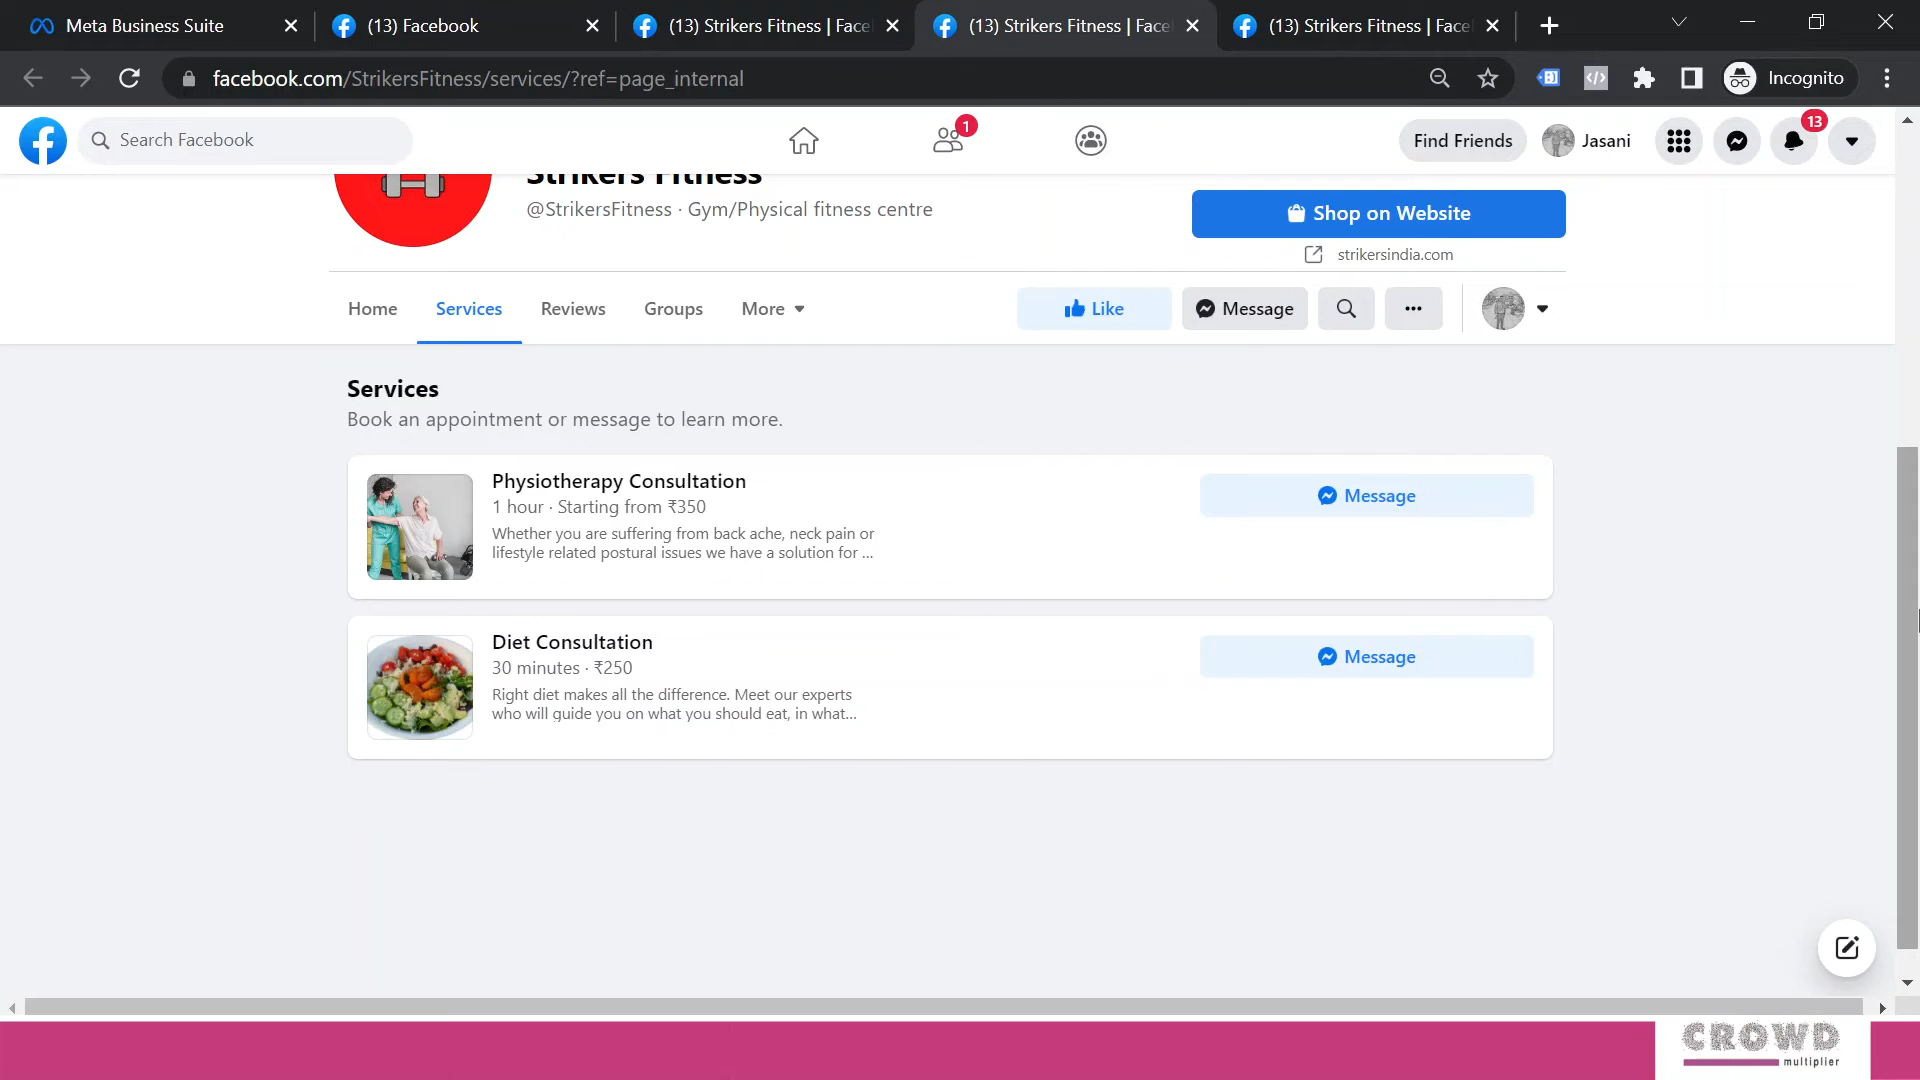 Meta Business Suite
(13) Facebook
(13) Strikers Fitness | Face
(13) Strikers Fitness | Face
(13) Strikers Fitness | Face
facebook.com/StrikersFitness/services/?ref=page_internal
Incognito
Search Facebook
1
Find Friends
Jasani
13
Strikers Fitness
@StrikersFitness · Gym/Physical fitness centre
Shop on Website
strikersindia.com
Home
Services
Reviews
Groups
More
Like
Message
Services
Book an appointment or message to learn more.
Physiotherapy Consultation
1 hour · Starting from ₹350
Whether you are suffering from back ache, neck pain or
lifestyle related postural issues we have a solution for ...
Message
Diet Consultation
30 minutes · ₹250
Right diet makes all the difference. Meet our experts
who will guide you on what you should eat, in what...
Message
CROWD
multiplier